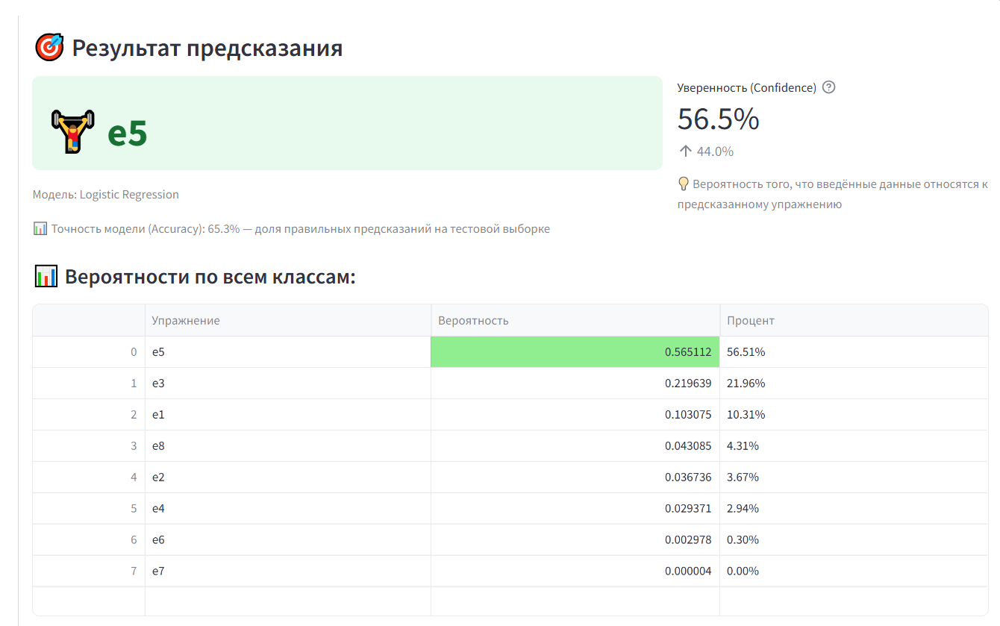 Результат предсказания
e5
Уверенность (Confidence)
56.5%
44.0%
Вероятность того, что введённые данные относятся к
предсказанному упражнению
Модель: Logistic Regression
Точность модели (Accuracy): 65.3% — доля правильных предсказаний на тестовой выборке
Вероятности по всем классам:
Упражнение Вероятность Процент
0 e5 0.565112 56.51%
1 e3 0.219639 21.96%
2 e1 0.103075 10.31%
3 e8 0.043085 4.31%
4 e2 0.036736 3.67%
5 e4 0.029371 2.94%
6 e6 0.002978 0.30%
7 e7 0.000004 0.00%